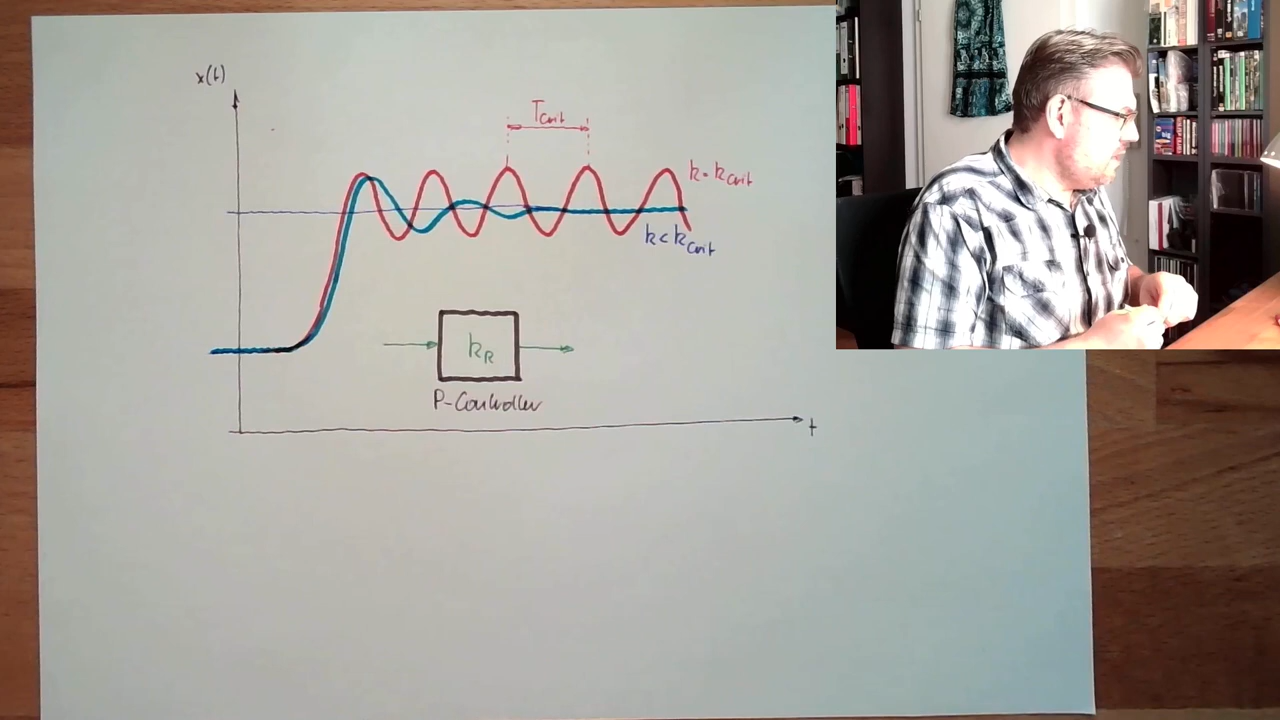 x(t)
T_crit
k = k_crit
k < k_crit
k_R
P-Controller
t